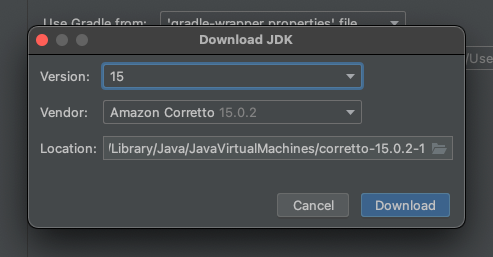 Use Gradle from: 'gradle-wrapper.properties' file
Download JDK
/Use
Version: 15
Vendor: Amazon Corretto 15.0.2
Location: /Library/Java/JavaVirtualMachines/corretto-15.0.2-1
Cancel Download